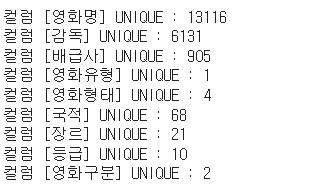 컬럼 [영화명] UNIQUE : 13116
컬럼 [감독] UNIQUE : 6131
컬럼 [배급사] UNIQUE : 905
컬럼 [영화유형] UNIQUE : 1
컬럼 [영화형태] UNIQUE : 4
컬럼 [국적] UNIQUE : 68
컬럼 [장르] UNIQUE : 21
컬럼 [등급] UNIQUE : 10
컬럼 [영화구분] UNIQUE : 2